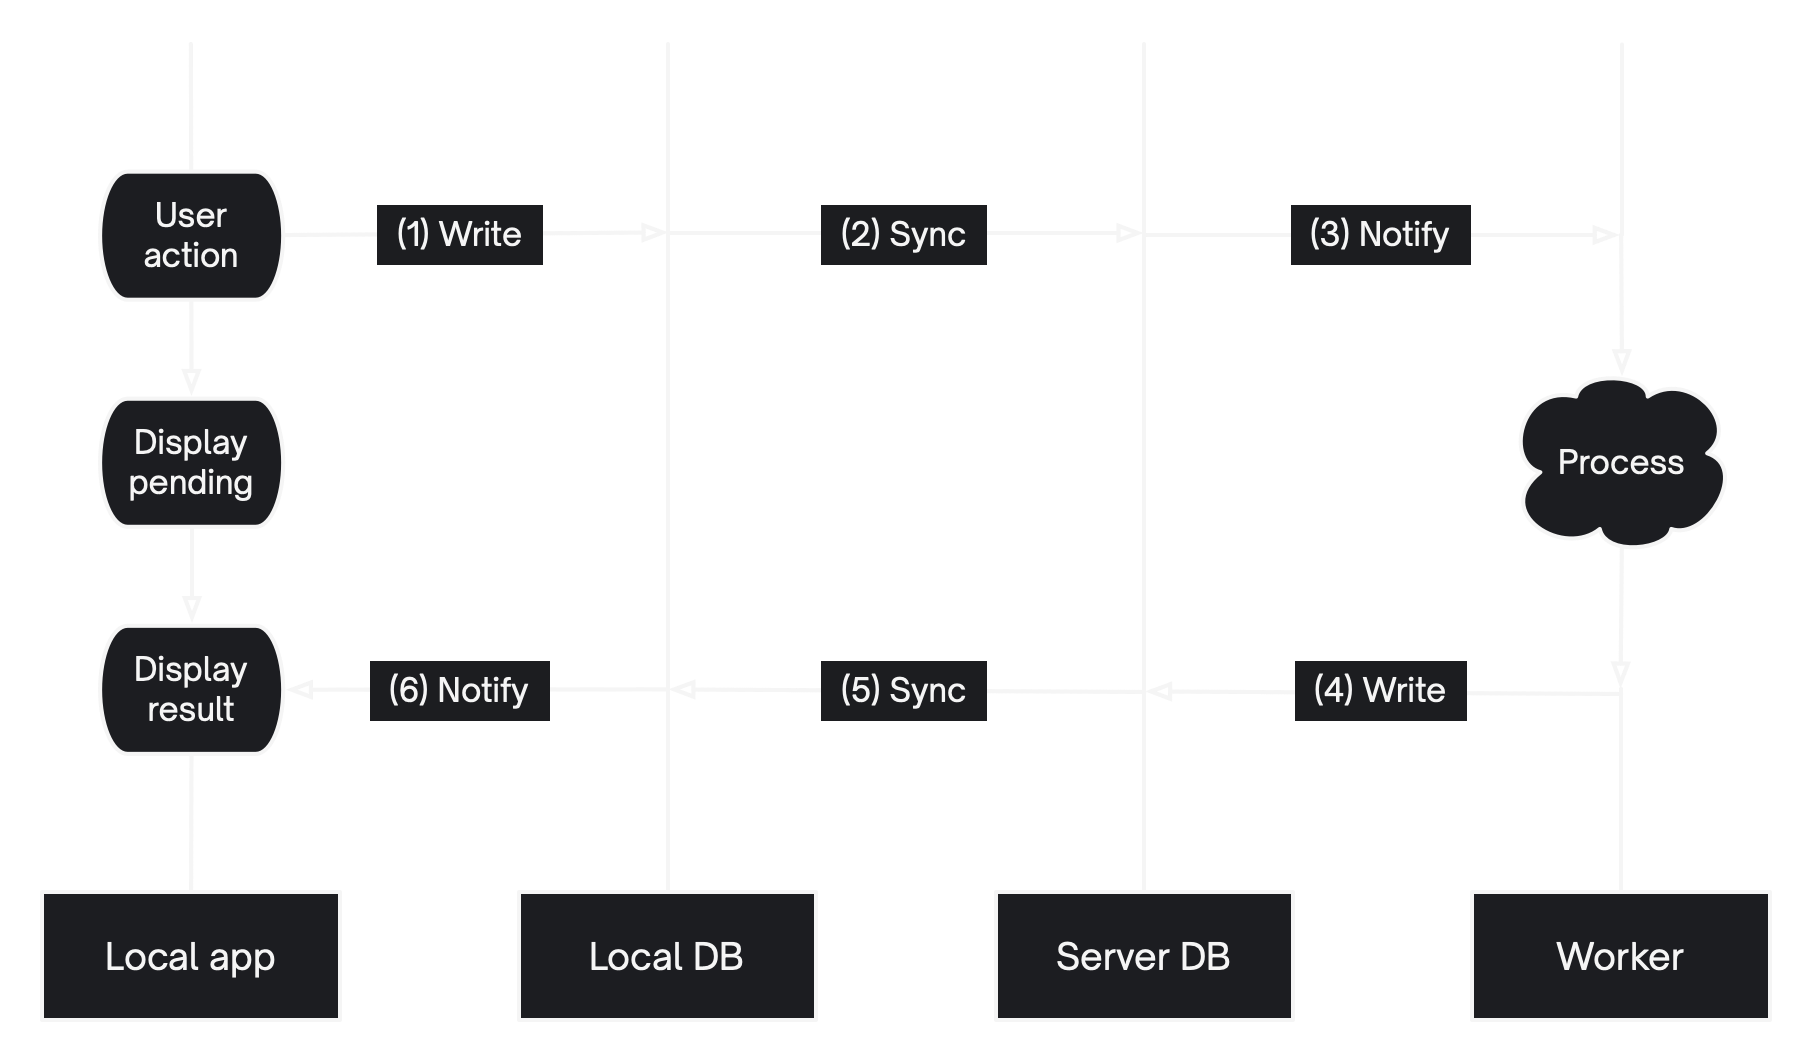 User
action
(1) Write
(2) Sync
(3) Notify
Display
pending
Process
Display
result
(6) Notify
(5) Sync
(4) Write
Local app
Local DB
Server DB
Worker